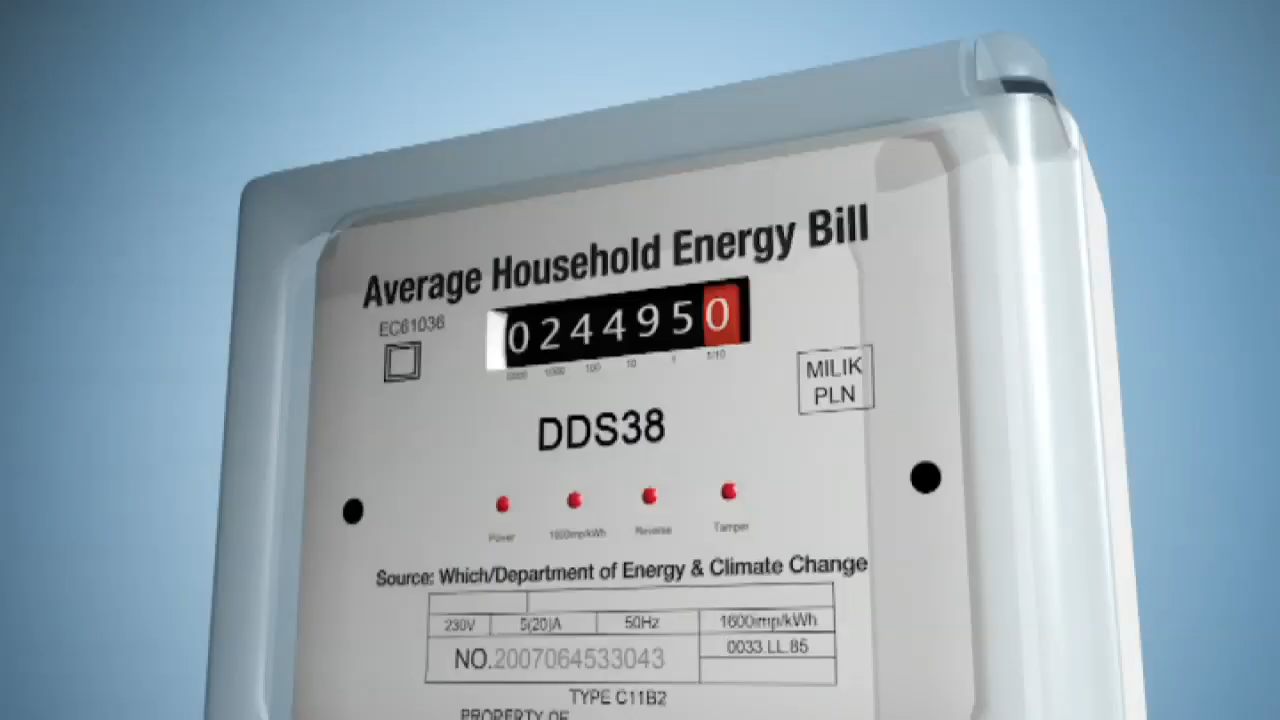 Average Household Energy Bill
EC61036
0244950
10000 1000 100 10 1 1/10
MILIK
PLN
DDS38
Power 1600imp/kWh Reverse Tamper
Source: Which/Department of Energy & Climate Change
230V 5(20)A 50Hz 1600imp/kWh
0033.LL.85
NO.2007064533043
TYPE C11B2
PROPERTY OF